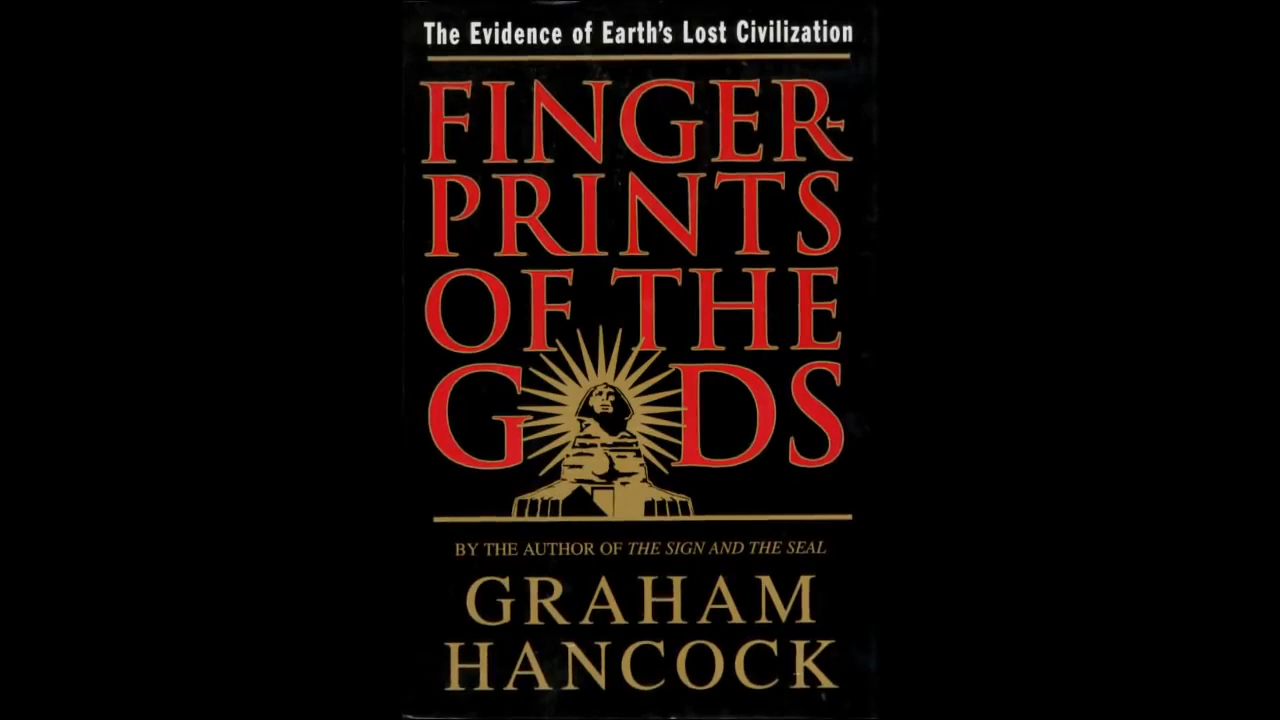 The Evidence of Earth's Lost Civilization
FINGER-
PRINTS
OF THE
GODS
BY THE AUTHOR OF THE SIGN AND THE SEAL
GRAHAM
HANCOCK